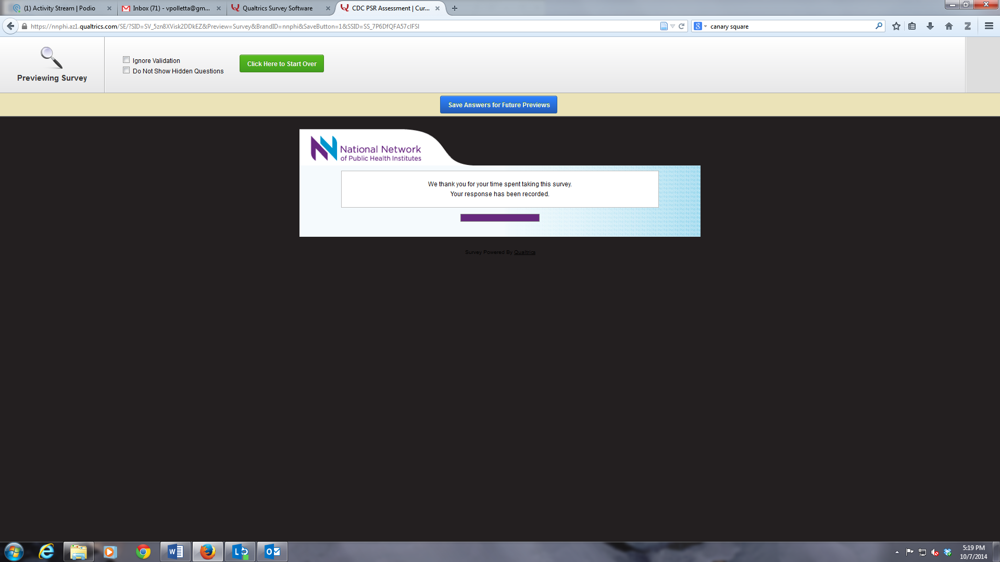 (1) Activity Stream | Podio
Inbox (71) - vpolletta@gm...
Qualtrics Survey Software
CDC PSR Assessment | Cur...
https://nnphi.az1.qualtrics.com/SE/?SID=SV_5zn8XVisk2DDkEZ&Preview=Survey&BrandID=nnphi&SaveButton=1&SSID=SS_7P6DfQFA57cIFSl
canary square
Previewing Survey
Ignore Validation
Do Not Show Hidden Questions
Click Here to Start Over
Save Answers for Future Previews
National Network
of Public Health Institutes
We thank you for your time spent taking this survey.
Your response has been recorded.
Survey Powered By Qualtrics
5:19 PM
10/7/2014